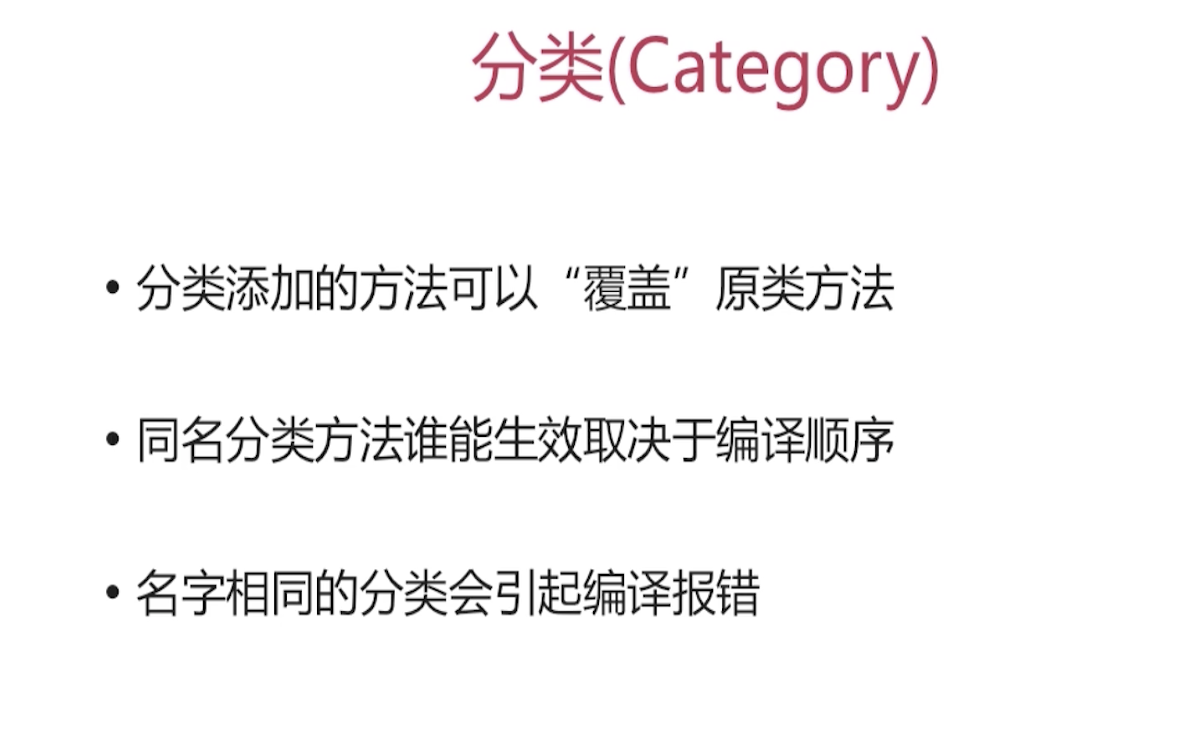 分类(Category)
• 分类添加的方法可以“覆盖”原类方法
• 同名分类方法谁能生效取决于编译顺序
• 名字相同的分类会引起编译报错